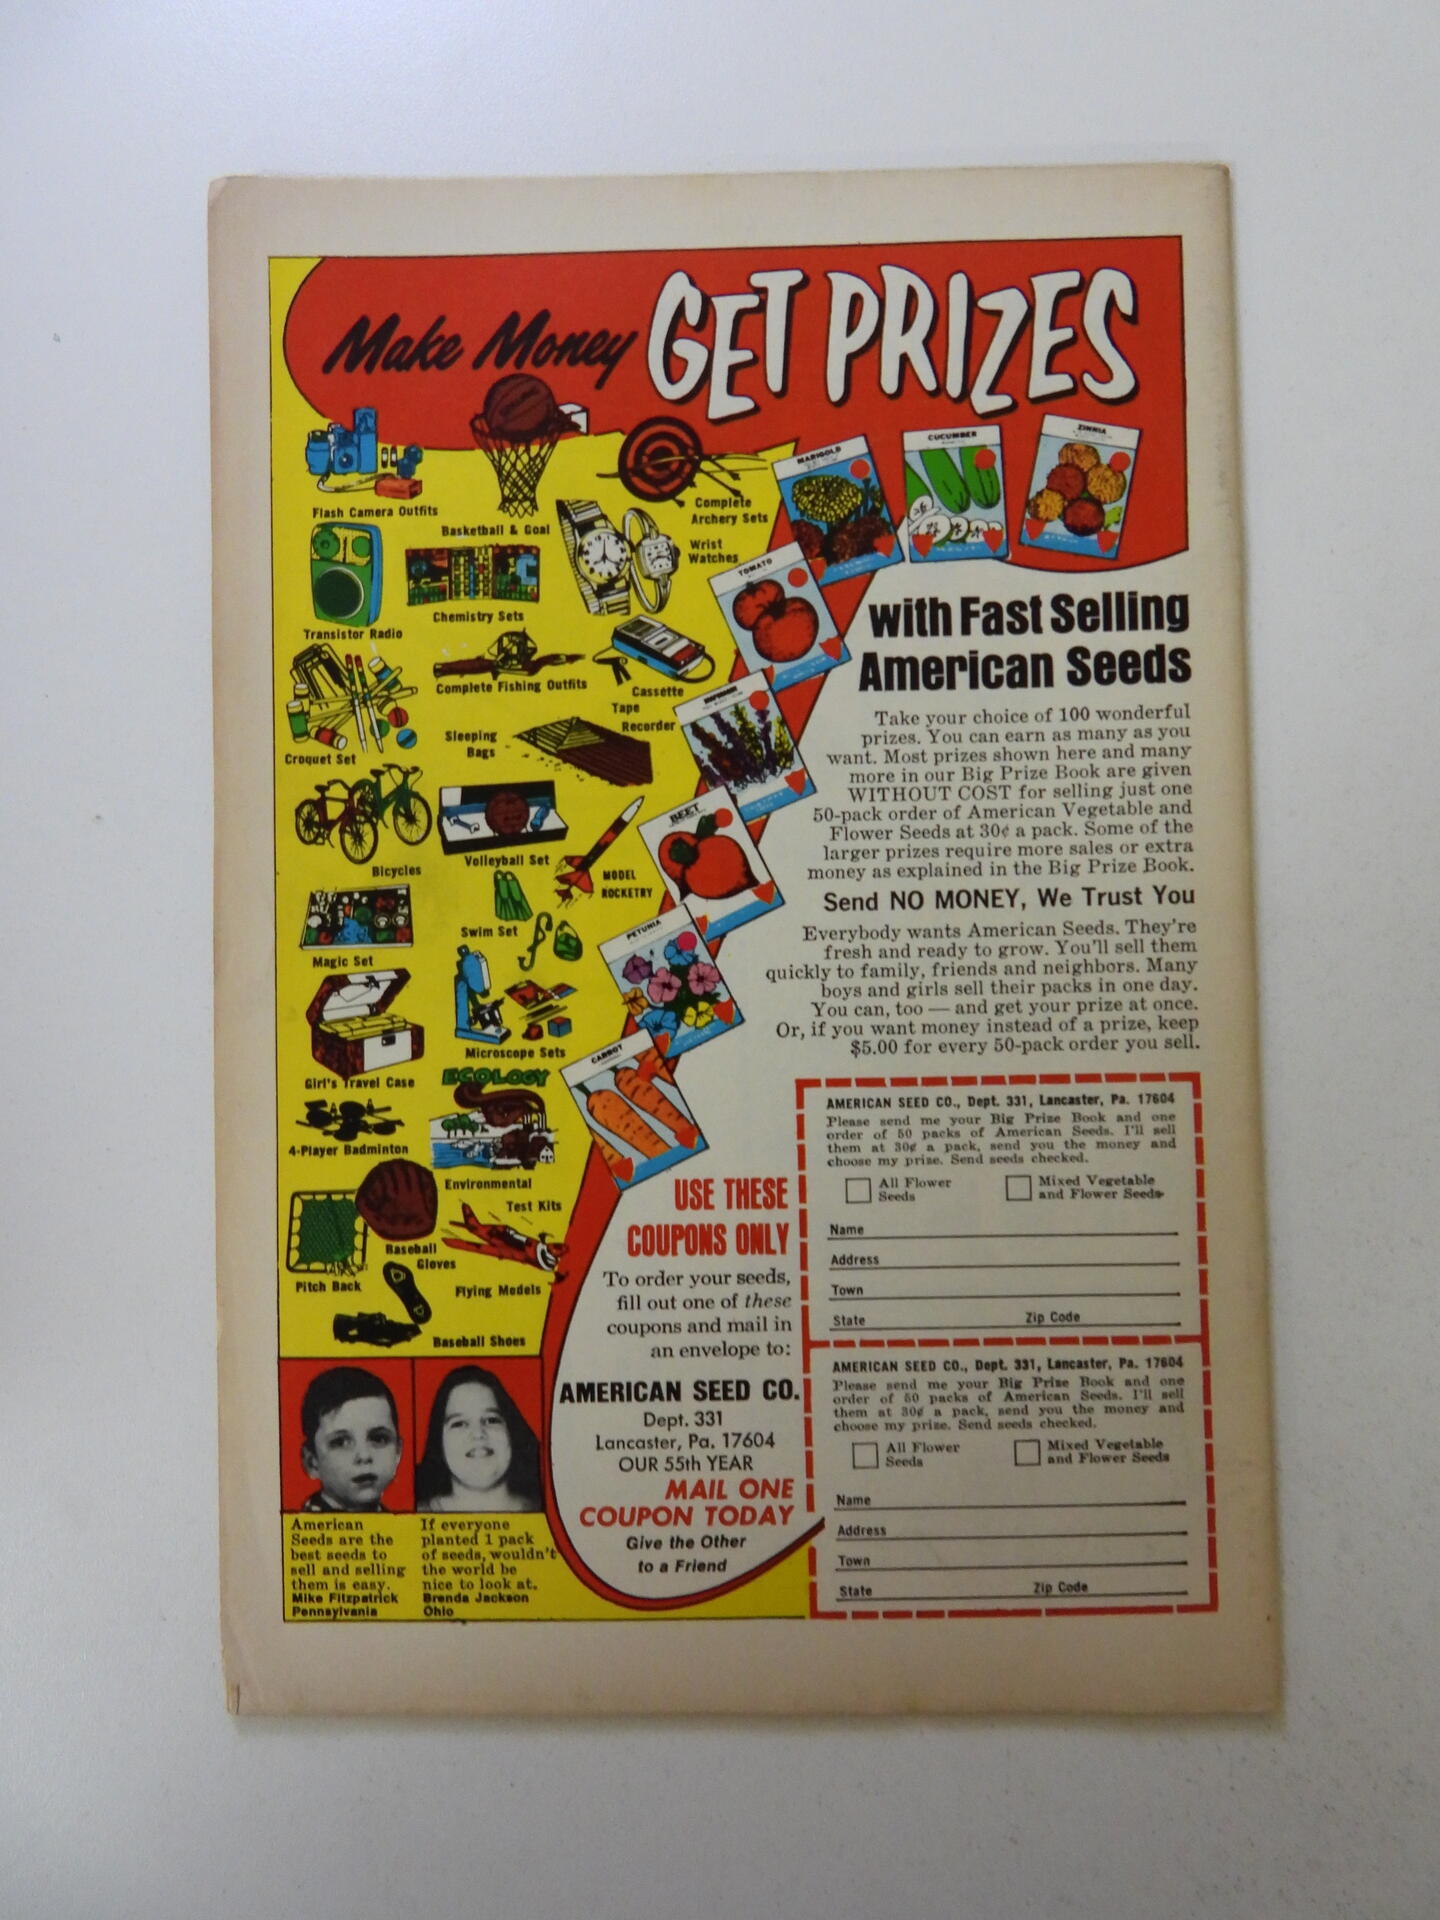 Make Money GET PRIZES
Flash Camera Outfits
Basketball & Goal
Complete
Archery Sets
Wrist
Watches
Transistor Radio
Chemistry Sets
Complete Fishing Outfits
Cassette
Tape
Recorder
Croquet Set
Sleeping
Bags
Bicycles
Volleyball Set
MODEL
ROCKETRY
Magic Set
Swim Set
Girl's Travel Case
Microscope Sets
4-Player Badminton
ECOLOGY
Environmental
Test Kits
Pitch Back
Baseball
Gloves
Flying Models
Baseball Shoes
MARIGOLD
CUCUMBER
ZINNIA
TOMATO
BEET
PETUNIA
CARROT
with Fast Selling
American Seeds
Take your choice of 100 wonderful
prizes. You can earn as many as you
want. Most prizes shown here and many
more in our Big Prize Book are given
WITHOUT COST for selling just one
50-pack order of American Vegetable and
Flower Seeds at 30¢ a pack. Some of the
larger prizes require more sales or extra
money as explained in the Big Prize Book.
Send NO MONEY, We Trust You
Everybody wants American Seeds. They're
fresh and ready to grow. You'll sell them
quickly to family, friends and neighbors. Many
boys and girls sell their packs in one day.
You can, too — and get your prize at once.
Or, if you want money instead of a prize, keep
$5.00 for every 50-pack order you sell.
USE THESE
COUPONS ONLY
To order your seeds,
fill out one of these
coupons and mail in
an envelope to:
AMERICAN SEED CO.
Dept. 331
Lancaster, Pa. 17604
OUR 55th YEAR
MAIL ONE
COUPON TODAY
Give the Other
to a Friend
AMERICAN SEED CO., Dept. 331, Lancaster, Pa. 17604
Please send me your Big Prize Book and one
order of 50 packs of American Seeds. I'll sell
them at 30¢ a pack, send you the money and
choose my prize. Send seeds checked.
All Flower
Seeds
Mixed Vegetable
and Flower Seeds
Name
Address
Town
State Zip Code
AMERICAN SEED CO., Dept. 331, Lancaster, Pa. 17604
Please send me your Big Prize Book and one
order of 50 packs of American Seeds. I'll sell
them at 30¢ a pack, send you the money and
choose my prize. Send seeds checked.
All Flower
Seeds
Mixed Vegetable
and Flower Seeds
Name
Address
Town
State Zip Code
American
Seeds are the
best seeds to
sell and selling
them is easy.
Mike Fitzpatrick
Pennsylvania
If everyone
planted 1 pack
of seeds, wouldn't
the world be
nice to look at.
Brenda Jackson
Ohio